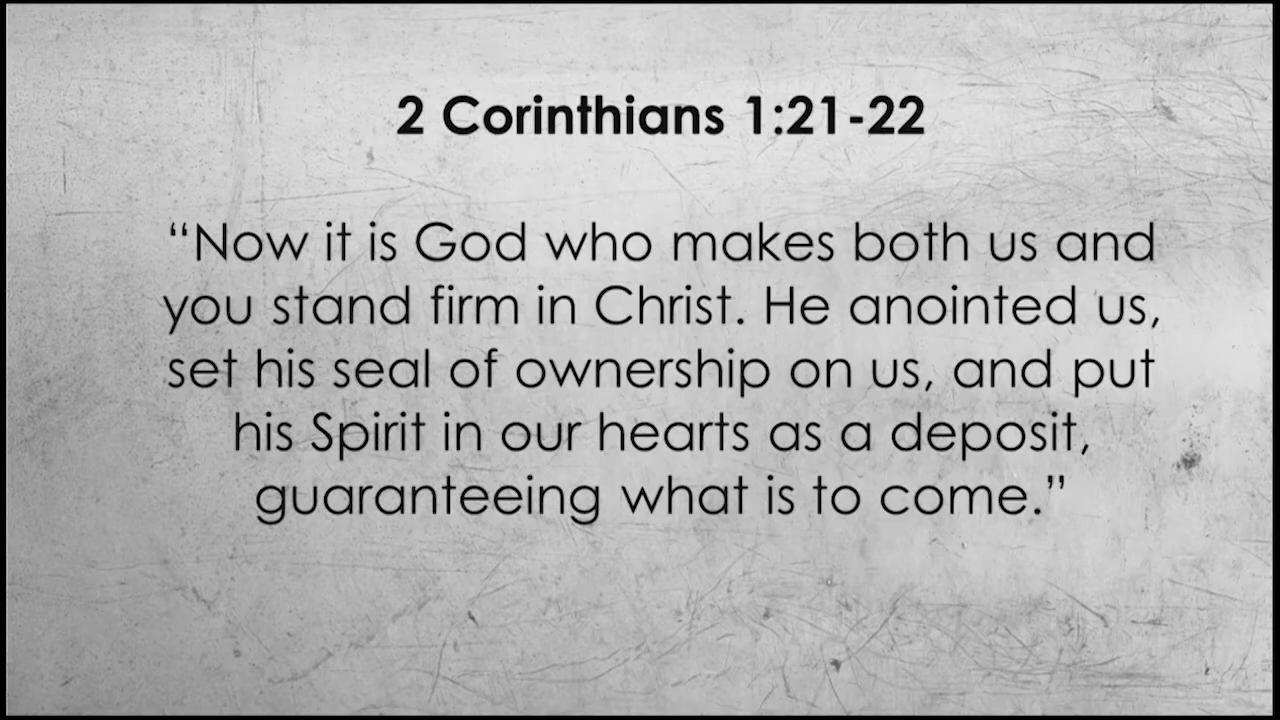 2 Corinthians 1:21-22
“Now it is God who makes both us and
you stand firm in Christ. He anointed us,
set his seal of ownership on us, and put
his Spirit in our hearts as a deposit,
guaranteeing what is to come.”